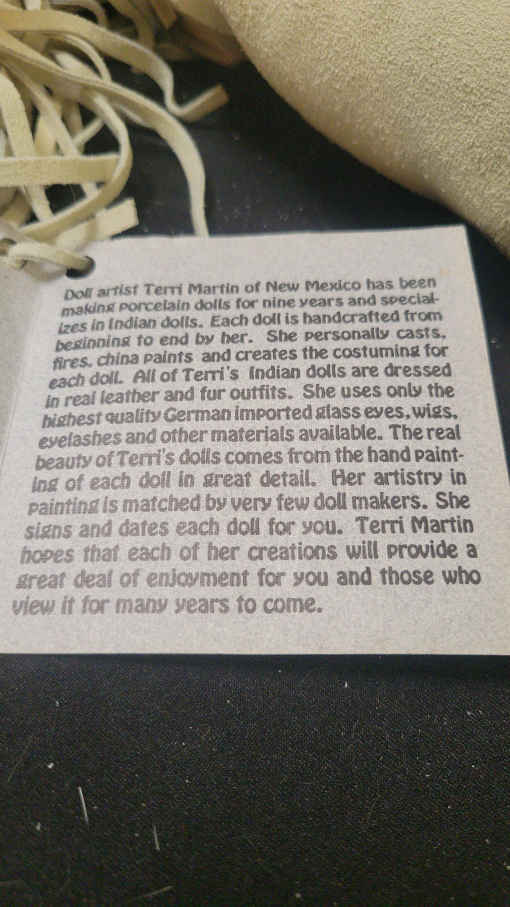 Doll artist Terri Martin of New Mexico has been
making porcelain dolls for nine years and special-
izes in Indian dolls. Each doll is handcrafted from
beginning to end by her. She personally casts,
fires, china paints and creates the costuming for
each doll. All of Terri's Indian dolls are dressed
in real leather and fur outfits. She uses only the
highest quality German imported glass eyes, wigs,
eyelashes and other materials available. The real
beauty of Terri's dolls comes from the hand paint-
ing of each doll in great detail. Her artistry in
painting is matched by very few doll makers. She
signs and dates each doll for you. Terri Martin
hopes that each of her creations will provide a
great deal of enjoyment for you and those who
view it for many years to come.